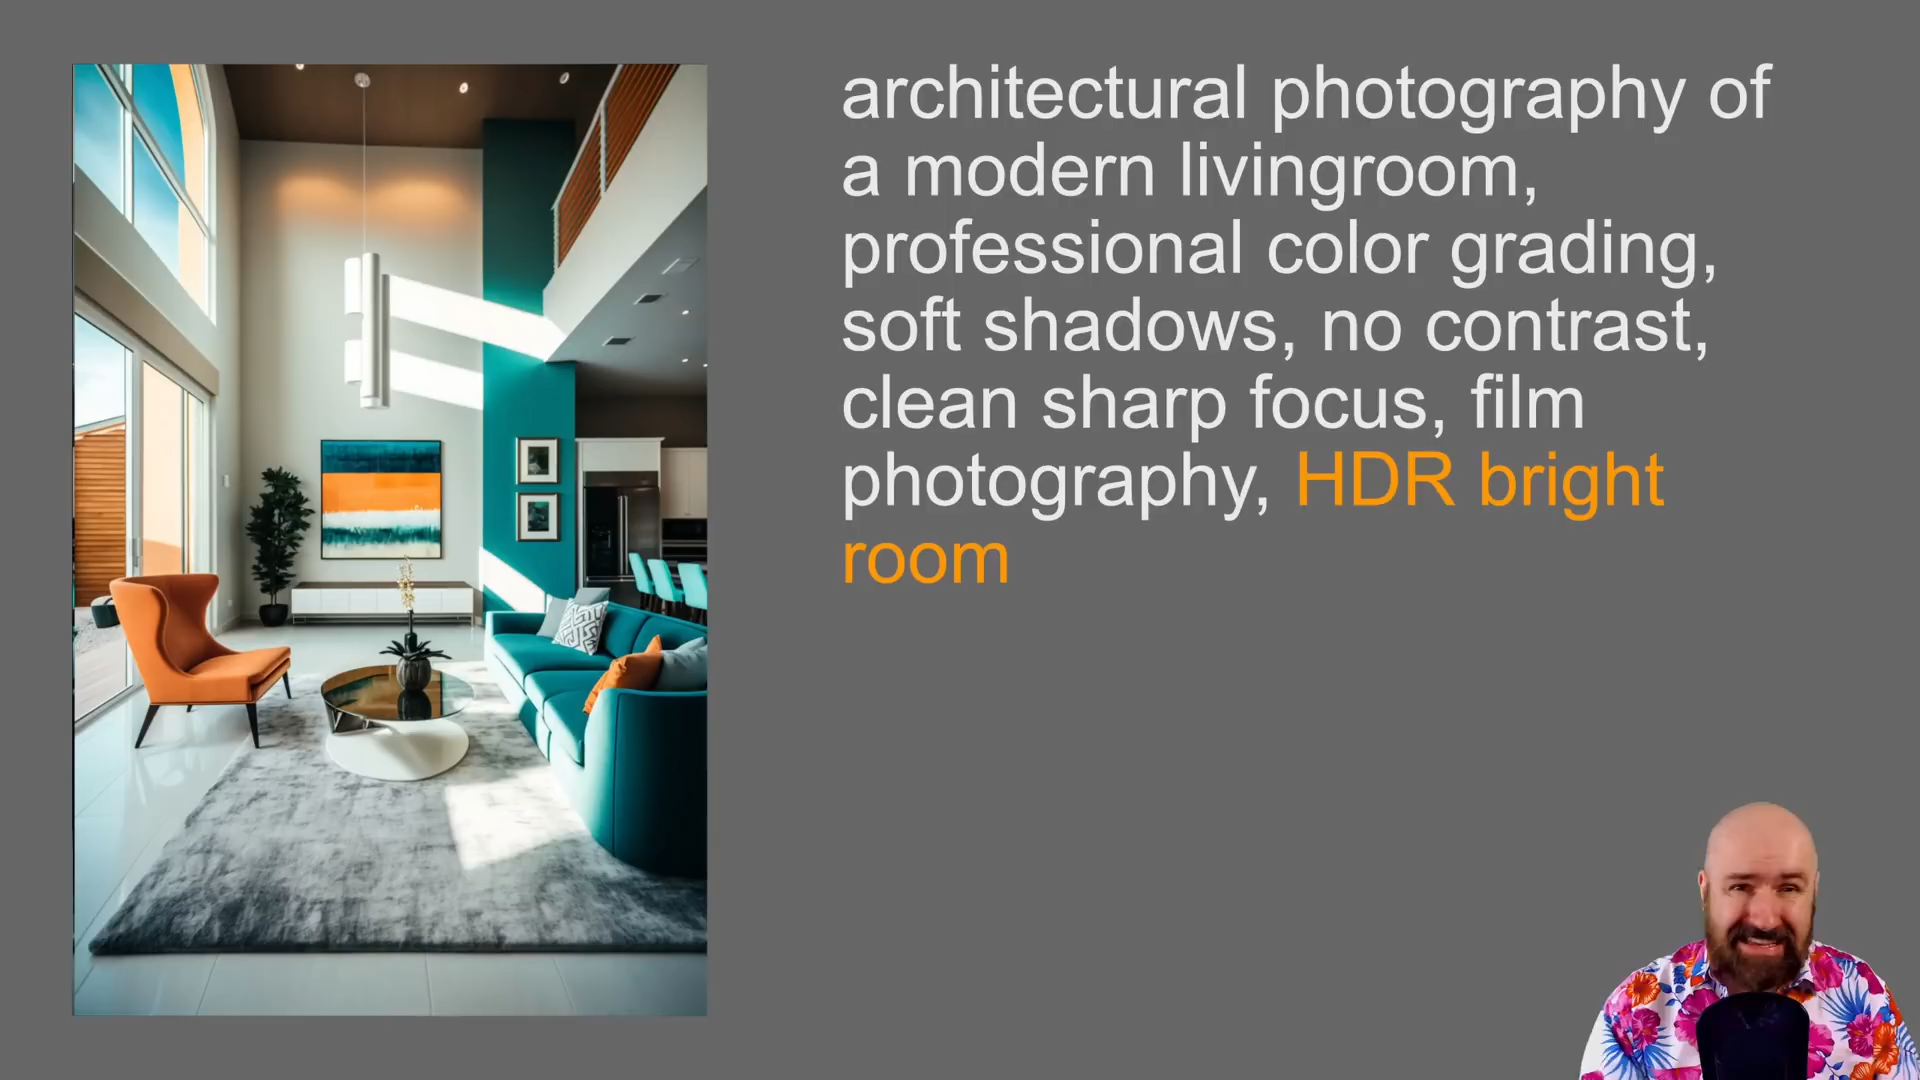 architectural photography of
a modern livingroom,
professional color grading,
soft shadows, no contrast,
clean sharp focus, film
photography, HDR bright
room